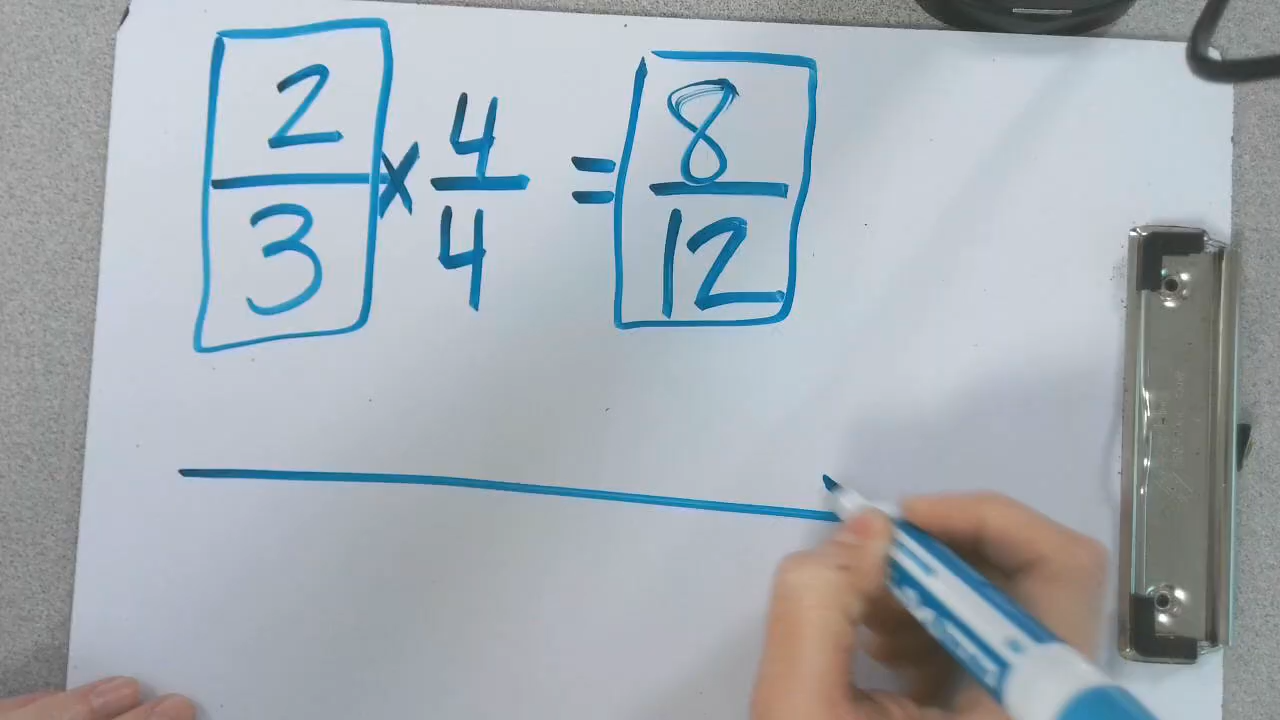 2/3 × 4/4 = 8/12